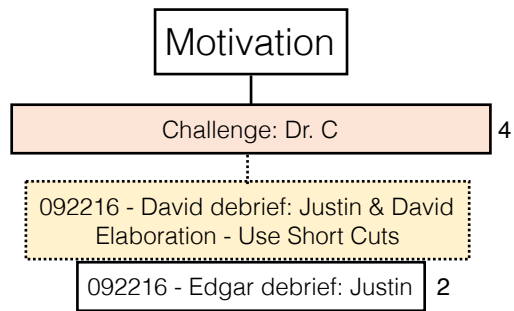 Motivation
Challenge: Dr. C
4
092216 - David debrief: Justin & David
Elaboration - Use Short Cuts
092216 - Edgar debrief: Justin
2